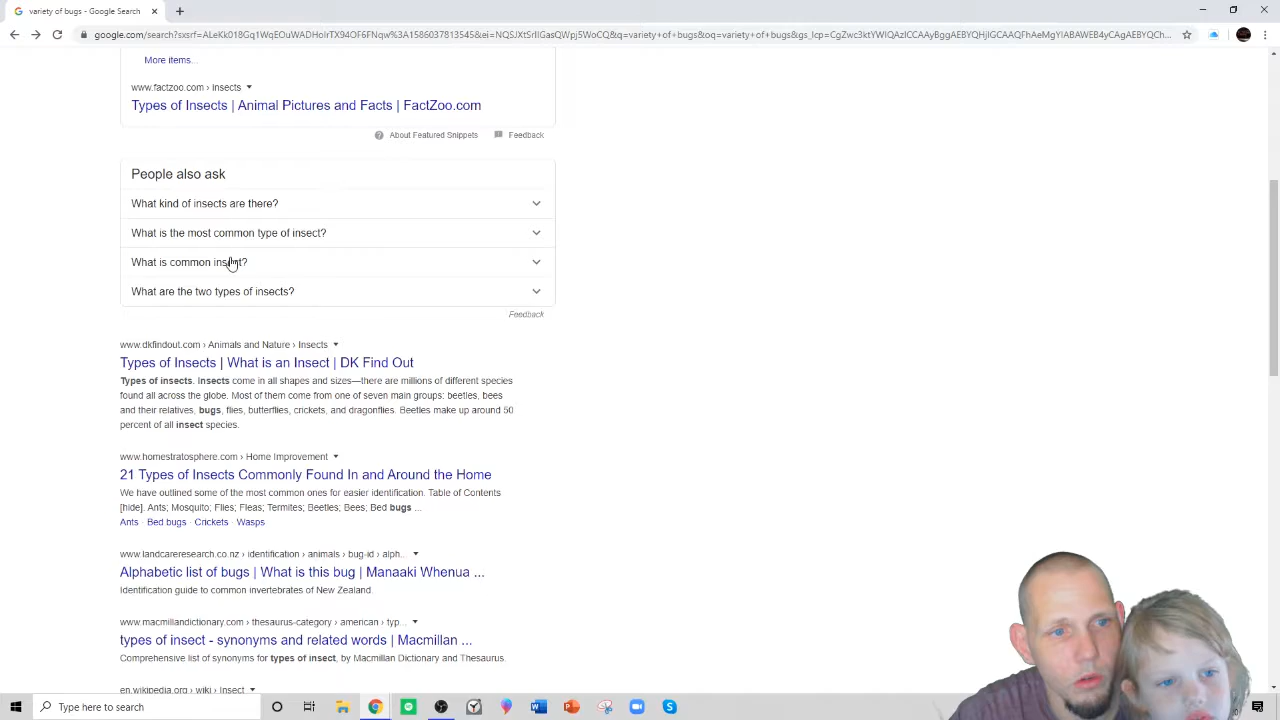 variety of bugs - Google Search
google.com/search?sxsrf=ALeKk018Gq1WqEOuWADHoIrTX94OF6FNqw%3A1586037813545&ei=NQSJXtSrIIGasQWpj5WoCQ&q=variety+of+bugs&oq=variety+of+bugs&gs_lcp=CgZwc3ktYWIQAzICCAAyBggAEBYQHjIGCAAQFhAeMgYIABAWEB4yCAgAEBYQCh...
More items...
www.factzoo.com › Insects
Types of Insects | Animal Pictures and Facts | FactZoo.com
About Featured Snippets Feedback
People also ask
What kind of insects are there?
What is the most common type of insect?
What is common insect?
What are the two types of insects?
Feedback
www.dkfindout.com › Animals and Nature › Insects
Types of Insects | What is an Insect | DK Find Out
Types of insects. Insects come in all shapes and sizes—there are millions of different species
found all across the globe. Most of them come from one of seven main groups: beetles, bees
and their relatives, bugs, flies, butterflies, crickets, and dragonflies. Beetles make up around 50
percent of all insect species.
www.homestratosphere.com › Home Improvement
21 Types of Insects Commonly Found In and Around the Home
We have outlined some of the most common ones for easier identification. Table of Contents
[hide]. Ants; Mosquito; Flies; Fleas; Termites; Beetles; Bees; Bed bugs ...
Ants · Bed bugs · Crickets · Wasps
www.landcareresearch.co.nz › identification › animals › bug-id › alph...
Alphabetic list of bugs | What is this bug | Manaaki Whenua ...
Identification guide to common invertebrates of New Zealand.
www.macmillandictionary.com › thesaurus-category › american › typ...
types of insect - synonyms and related words | Macmillan ...
Comprehensive list of synonyms for types of insect, by Macmillan Dictionary and Thesaurus.
en.wikipedia.org › wiki › Insect
Type here to search